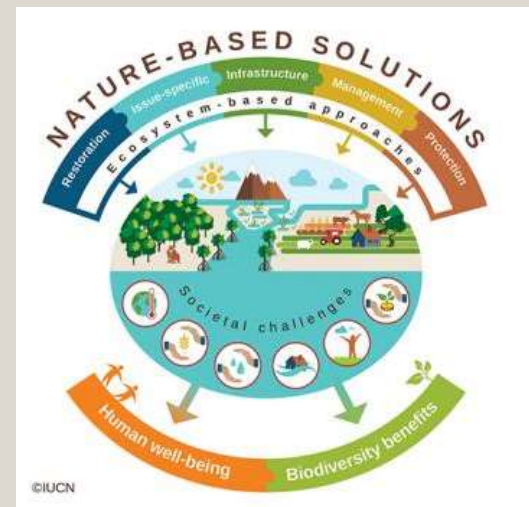 NATURE-BASED SOLUTIONS
Restoration
Issue-specific
Infrastructure
Management
Protection
Ecosystem-based approaches
Societal challenges
Human well-being
Biodiversity benefits
©IUCN